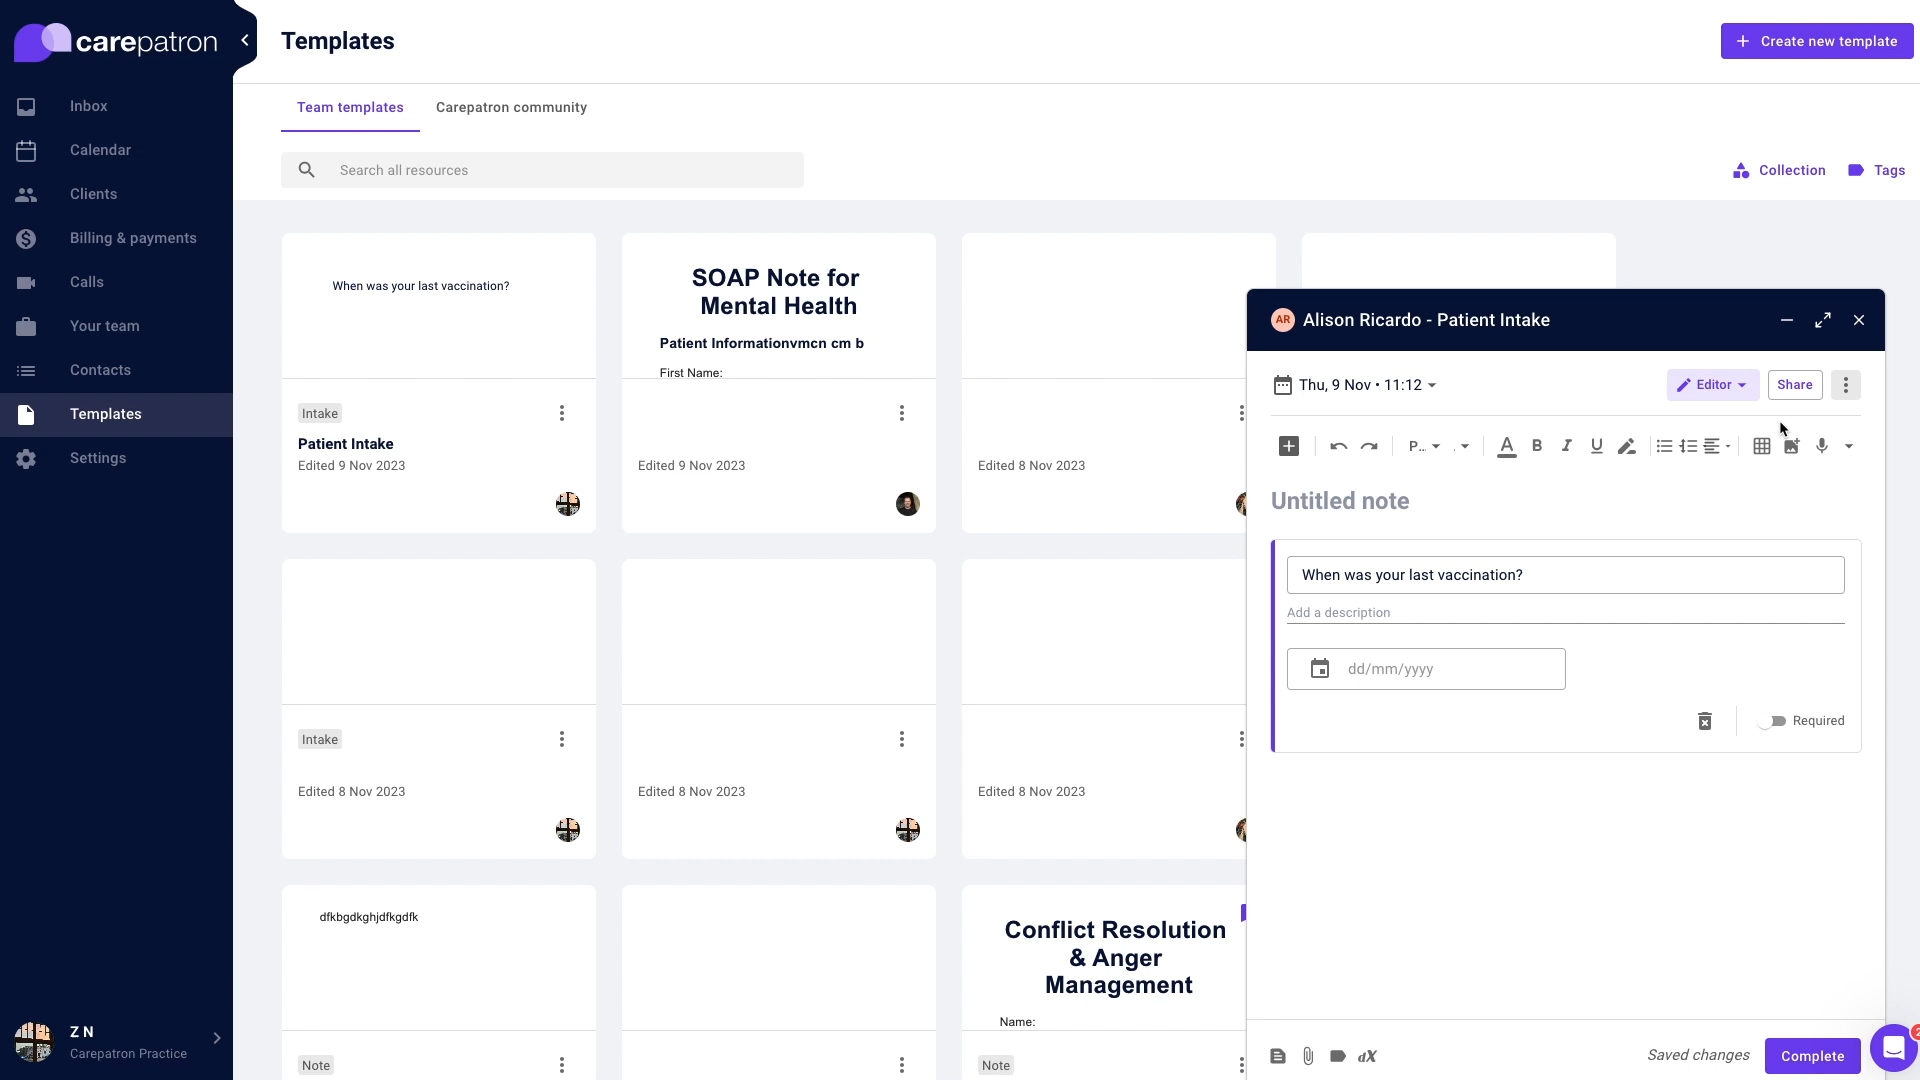 carepatron
Inbox
Calendar
Clients
Billing & payments
Calls
Your team
Contacts
Templates
Settings
Z N
Carepatron Practice
Templates
Create new template
Team templates
Carepatron community
Search all resources
Collection
Tags
When was your last vaccination?
Intake
Patient Intake
Edited 9 Nov 2023
SOAP Note for
Mental Health
Patient Informationvmcn cm b
First Name:
Edited 9 Nov 2023
Edited 8 Nov 2023
Intake
Edited 8 Nov 2023
Edited 8 Nov 2023
Edited 8 Nov 2023
dfkbgdkghjdfkgdfk
Note
Conflict Resolution
& Anger
Management
Name:
Note
AR Alison Ricardo - Patient Intake
Thu, 9 Nov • 11:12
Editor
Share
P...
Untitled note
When was your last vaccination?
Add a description
dd/mm/yyyy
Required
dX
Saved changes
Complete